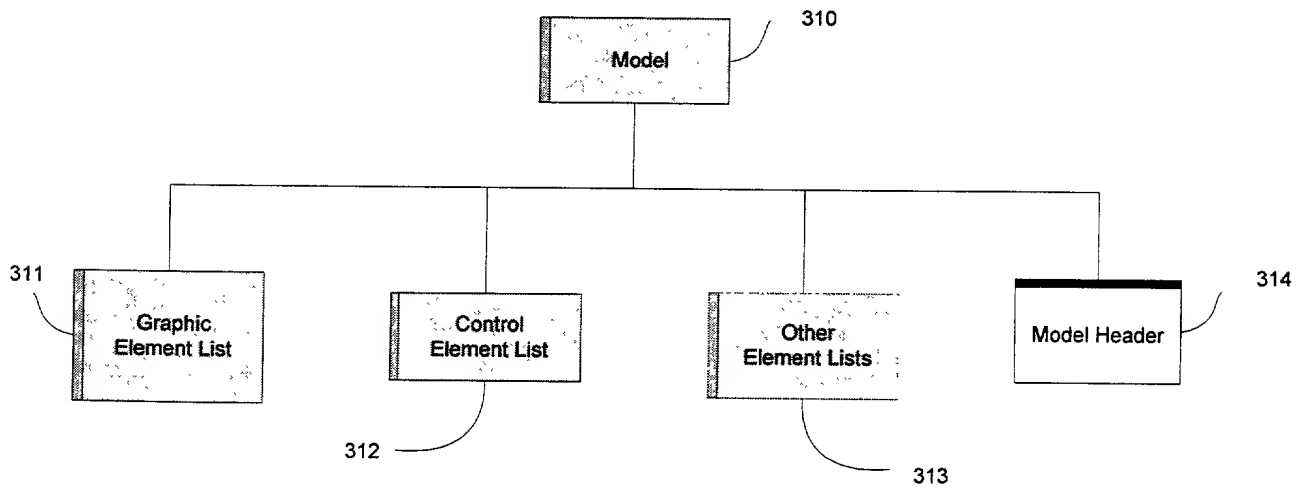 310
Model
311
Graphic
Element List
Control
Element List
Other
Element Lists
Model Header
314
312
313